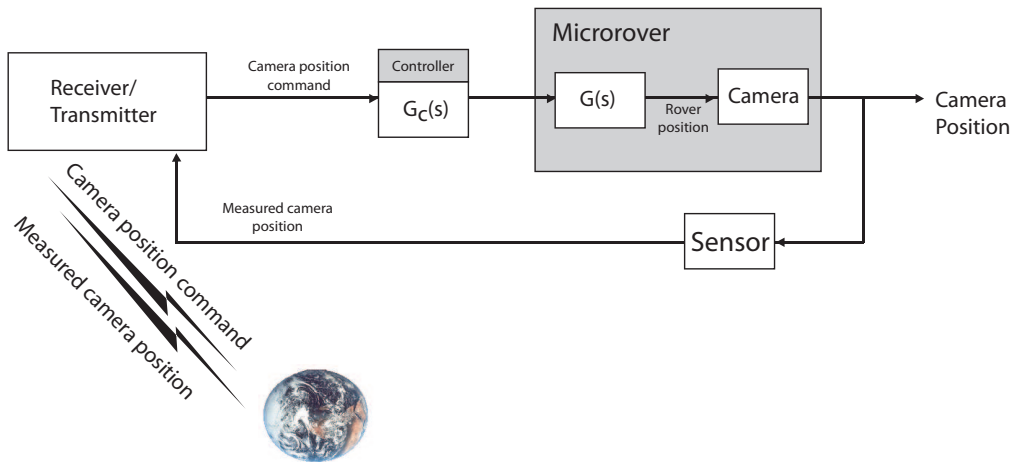 Microrover
Receiver/
Transmitter
Camera position
command
Controller
G_C(s)
G(s)
Rover
position
Camera
Camera
Position
Measured camera
position
Sensor
Camera position command
Measured camera position